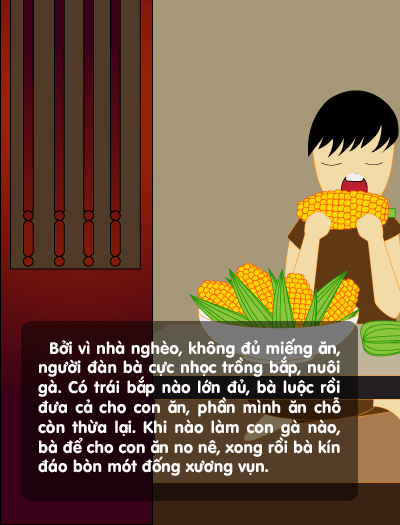 Bởi vì nhà nghèo, không đủ miếng ăn,
người đàn bà cực nhọc trồng bắp, nuôi
gà. Có trái bắp nào lớn đủ, bà luộc rồi
đưa cả cho con ăn, phần mình ăn chỗ
còn thừa lại. Khi nào làm con gà nào,
bà để cho con ăn no nê, xong rồi bà kín
đáo bòn mót đống xương vụn.